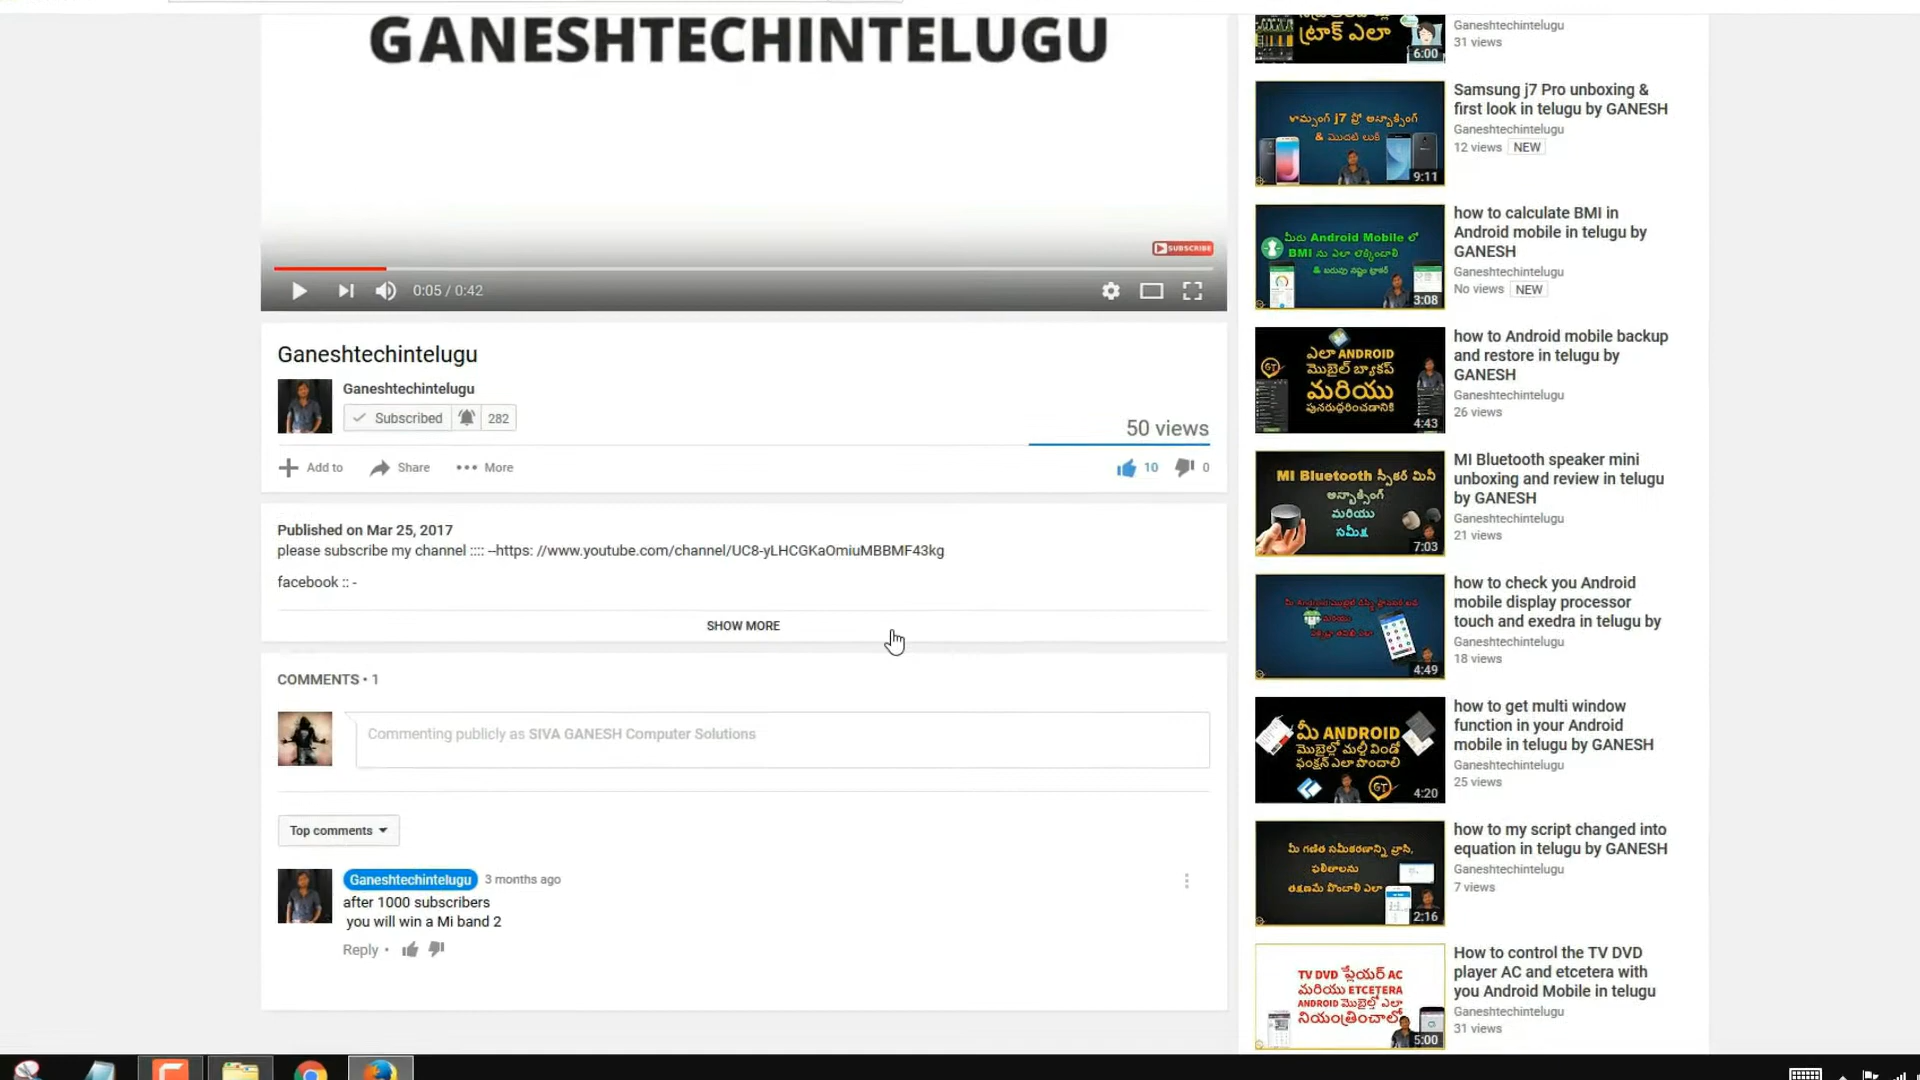 GANESHTECHINTELUGU
SUBSCRIBE
0:05 / 0:42
Ganeshtechintelugu
Ganeshtechintelugu
Subscribed 282
50 views
Add to Share More
10 0
Published on Mar 25, 2017
please subscribe my channel :::: --https: //www.youtube.com/channel/UC8-yLHCGKaOmiuMBBMF43kg
facebook :: -
SHOW MORE
COMMENTS • 1
Commenting publicly as SIVA GANESH Computer Solutions
Top comments
Ganeshtechintelugu 3 months ago
after 1000 subscribers
you will win a Mi band 2
Reply •
ట్రాక్ ఎలా
6:00
Ganeshtechintelugu
31 views
& మొదటి లుక్
9:11
Samsung j7 Pro unboxing &
first look in telugu by GANESH
Ganeshtechintelugu
12 views NEW
మీరు Android Mobile లో
BMI ను ఎలా లెక్కించాలి
3:08
how to calculate BMI in
Android mobile in telugu by
GANESH
Ganeshtechintelugu
No views NEW
ఎలా ANDROID
మొబైల్ బ్యాకప్
మరియు
పునరుద్ధరించడానికి
GT
4:43
how to Android mobile backup
and restore in telugu by
GANESH
Ganeshtechintelugu
26 views
MI Bluetooth స్పీకర్ మినీ
అన్బాక్సింగ్
మరియు
సమీక్ష
7:03
MI Bluetooth speaker mini
unboxing and review in telugu
by GANESH
Ganeshtechintelugu
21 views
4:49
how to check you Android
mobile display processor
touch and exedra in telugu by
Ganeshtechintelugu
18 views
మీ ANDROID
మొబైల్లో మల్టీ విండో
ఫంక్షన్ ఎలా పొందాలి
GT
4:20
how to get multi window
function in your Android
mobile in telugu by GANESH
Ganeshtechintelugu
25 views
మీ గణిత సమీకరణాన్ని వ్రాసి,
ఫలితాలను
తక్షణమే పొందాలి ఎలా
2:16
how to my script changed into
equation in telugu by GANESH
Ganeshtechintelugu
7 views
TV DVD ప్లేయర్ AC
మరియు ETCETERA
ANDROID మొబైల్తో ఎలా
నియంత్రించాలో
5:00
How to control the TV DVD
player AC and etcetera with
you Android Mobile in telugu
Ganeshtechintelugu
31 views